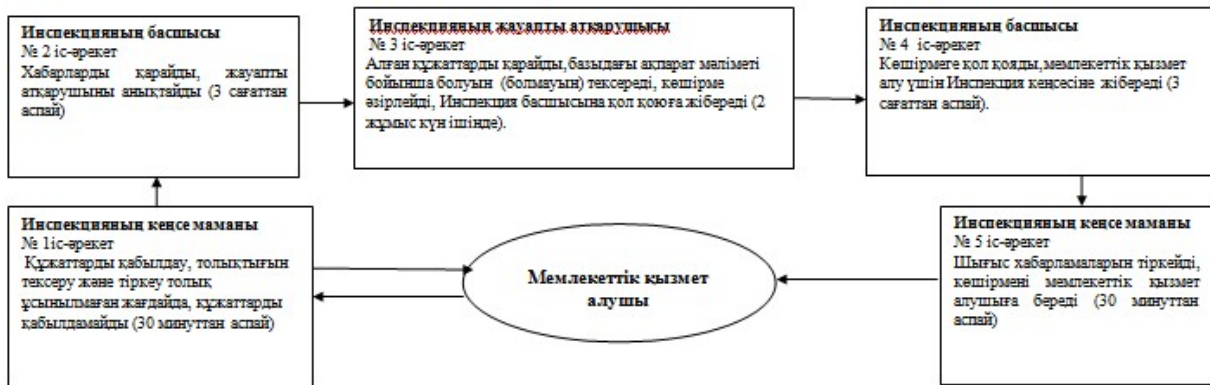 Инспекцияның басшысы
№ 2 іс-әрекет
Хабарларды қарайды, жауапты
атқарушыны анықтайды (3 сағаттан
аспай)
Инспекцияның жауапты атқарушысы
№ 3 іс-әрекет
Алған құжаттарды қарайды,базыдағы ақпарат мәліметі
бойынша болуын (болмауын) тексереді, көшірме
әзірлейді, Инспекция басшысына қол қоюға жібереді (2
жұмыс күн ішінде).
Инспекцияның басшысы
№ 4 іс-әрекет
Көшірмеге қол қояды,мемлекеттік қызмет
алу үшін Инспекция кеңсесіне жібереді (3
сағаттан аспай).
Инспекцияның кеңсе маманы
№ 1іс-әрекет
Құжаттарды қабылдау, толықтығын
тексеру және тіркеу толық
ұсынылмаған жағдайда, құжаттарды
қабылдамайды (30 минуттан аспай)
Мемлекеттік қызмет
алушы
Инспекцияның кеңсе маманы
№ 5 іс-әрекет
Шығыс хабарламаларын тіркейді,
көшірмені мемлекеттік қызмет
алушыға береді (30 минуттан
аспай)